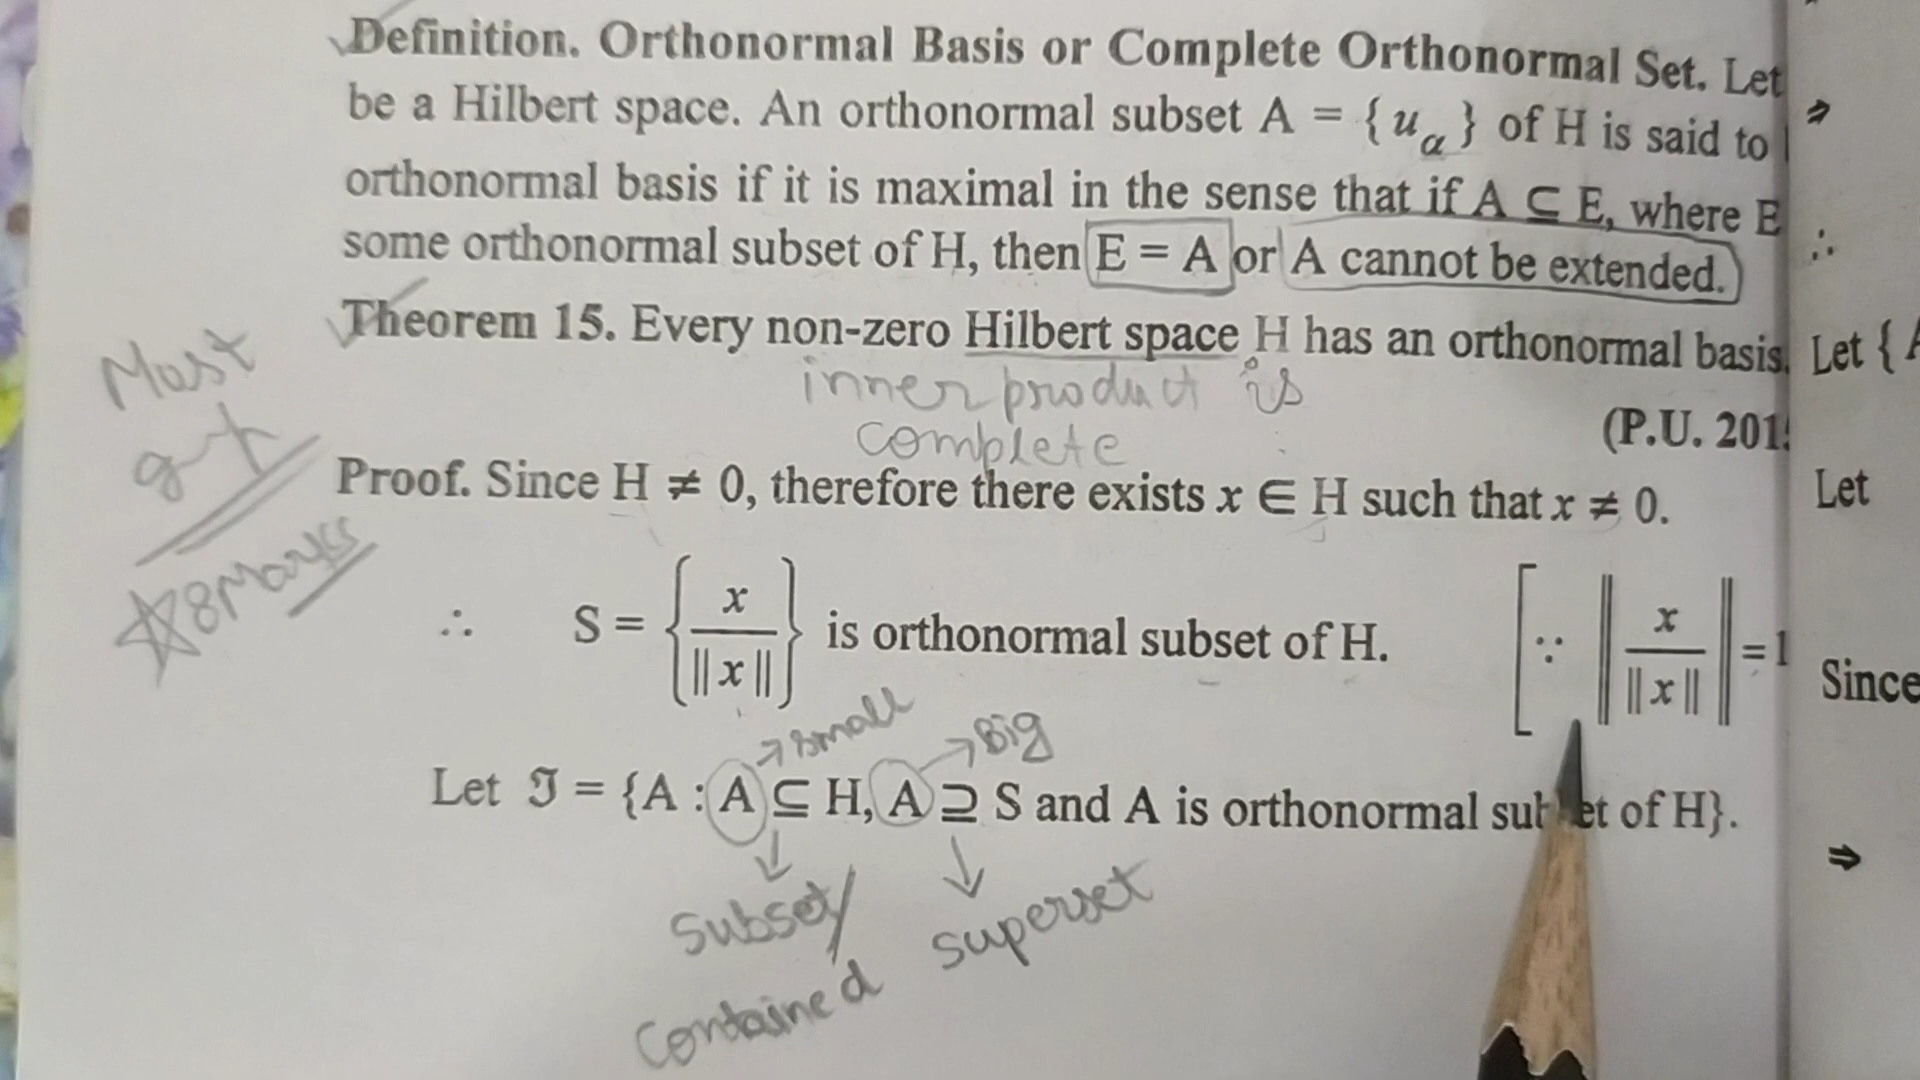 Definition. Orthonormal Basis or Complete Orthonormal Set. Let
be a Hilbert space. An orthonormal subset A = { u_α } of H is said to
orthonormal basis if it is maximal in the sense that if A ⊆ E, where E
some orthonormal subset of H, then E = A or A cannot be extended.
Theorem 15. Every non-zero Hilbert space H has an orthonormal basis.
inner product is
complete
(P.U. 201
Most
8 Marks
Proof. Since H ≠ 0, therefore there exists x ∈ H such that x ≠ 0.
∴ S = { x / || x || } is orthonormal subset of H. [ ∵ || x / || x || || = 1
small
Big
Let ℑ = {A : A ⊆ H, A ⊇ S and A is orthonormal sub et of H}.
Subset/
Contained
superset
⇒
∴
Let {
Let
Since
⇒